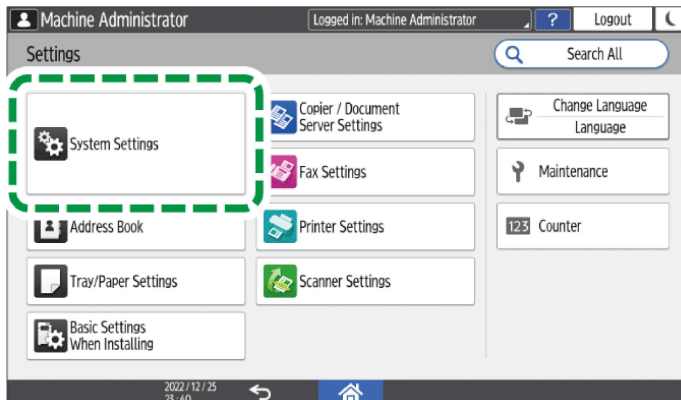 Machine Administrator
Logged in: Machine Administrator
?
Logout
Settings
Search All
System Settings
Copier / Document
Server Settings
Change Language
Language
Fax Settings
Maintenance
Address Book
Printer Settings
123
Counter
Tray/Paper Settings
Scanner Settings
Basic Settings
When Installing
2022/12/25
23:40